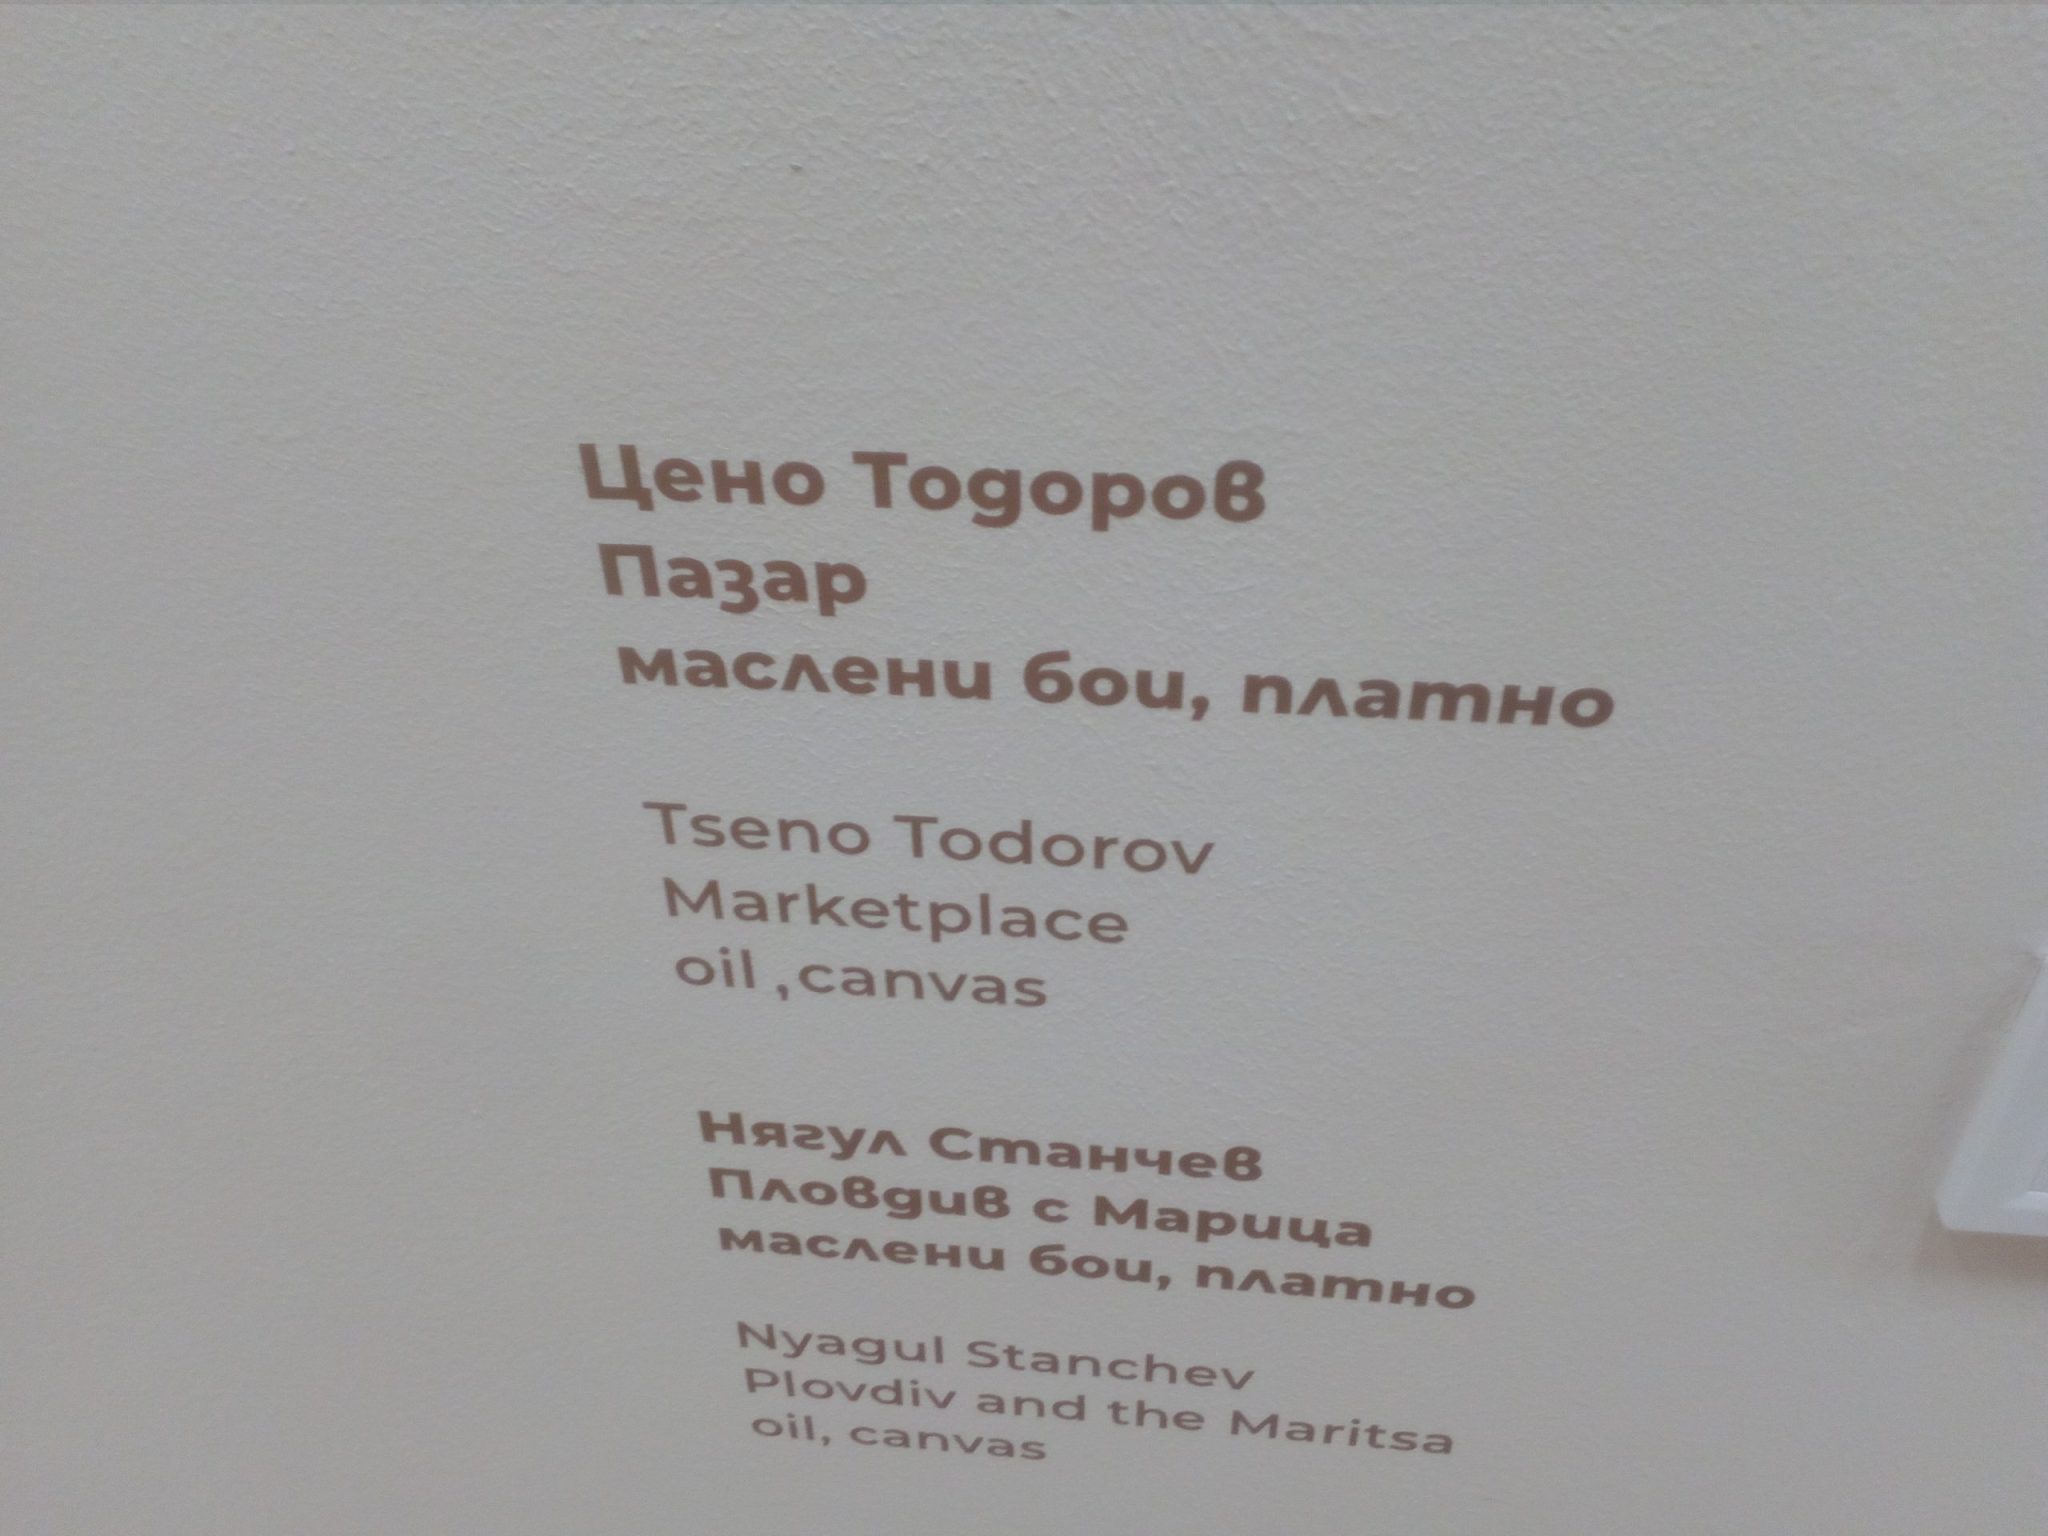 Цено Тодоров
Пазар
маслени бои, платно
Tseno Todorov
Marketplace
oil ,canvas
Нягул Станчев
Пловдив с Марица
маслени бои, платно
Nyagul Stanchev
Plovdiv and the Maritsa
oil, canvas